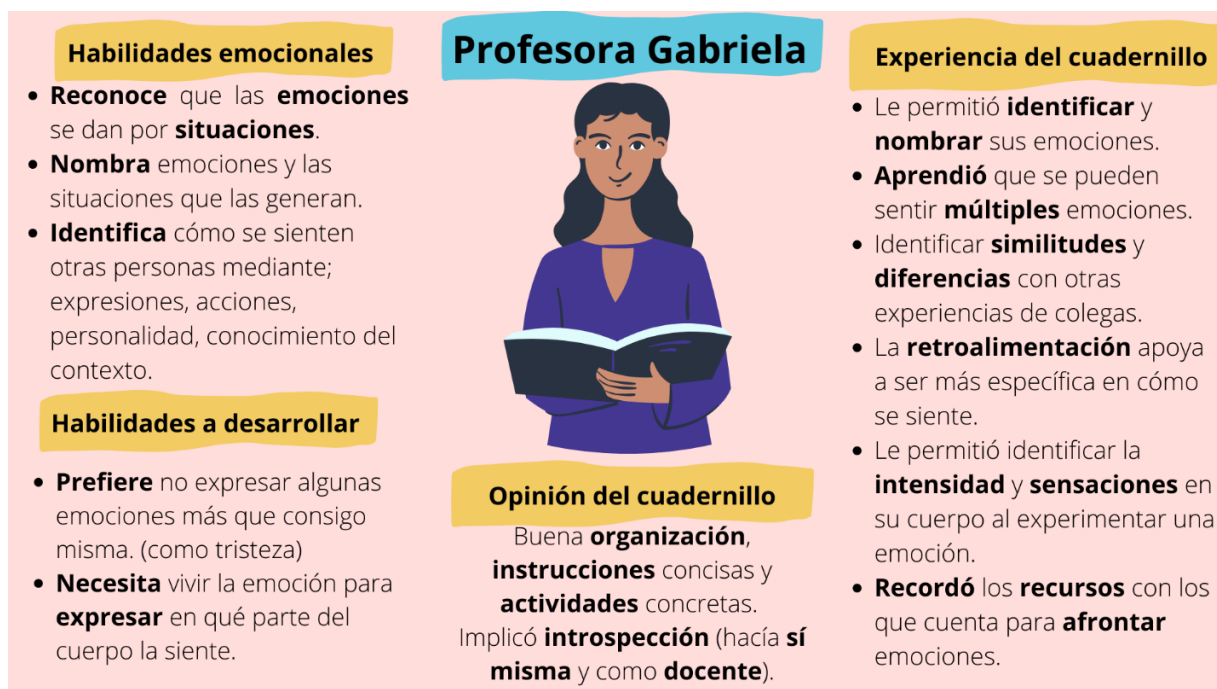 Habilidades emocionales
• Reconoce que las emociones
se dan por situaciones.
• Nombra emociones y las
situaciones que las generan.
• Identifica cómo se sienten
otras personas mediante;
expresiones, acciones,
personalidad, conocimiento del
contexto.
Habilidades a desarrollar
• Prefiere no expresar algunas
emociones más que consigo
misma. (como tristeza)
• Necesita vivir la emoción para
expresar en qué parte del
cuerpo la siente.
Profesora Gabriela
Opinión del cuadernillo
Buena organización,
instrucciones concisas y
actividades concretas.
Implicó introspección (hacía sí
misma y como docente).
Experiencia del cuadernillo
• Le permitió identificar y
nombrar sus emociones.
• Aprendió que se pueden
sentir múltiples emociones.
• Identificar similitudes y
diferencias con otras
experiencias de colegas.
• La retroalimentación apoya
a ser más específica en cómo
se siente.
• Le permitió identificar la
intensidad y sensaciones en
su cuerpo al experimentar una
emoción.
• Recordó los recursos con los
que cuenta para afrontar
emociones.